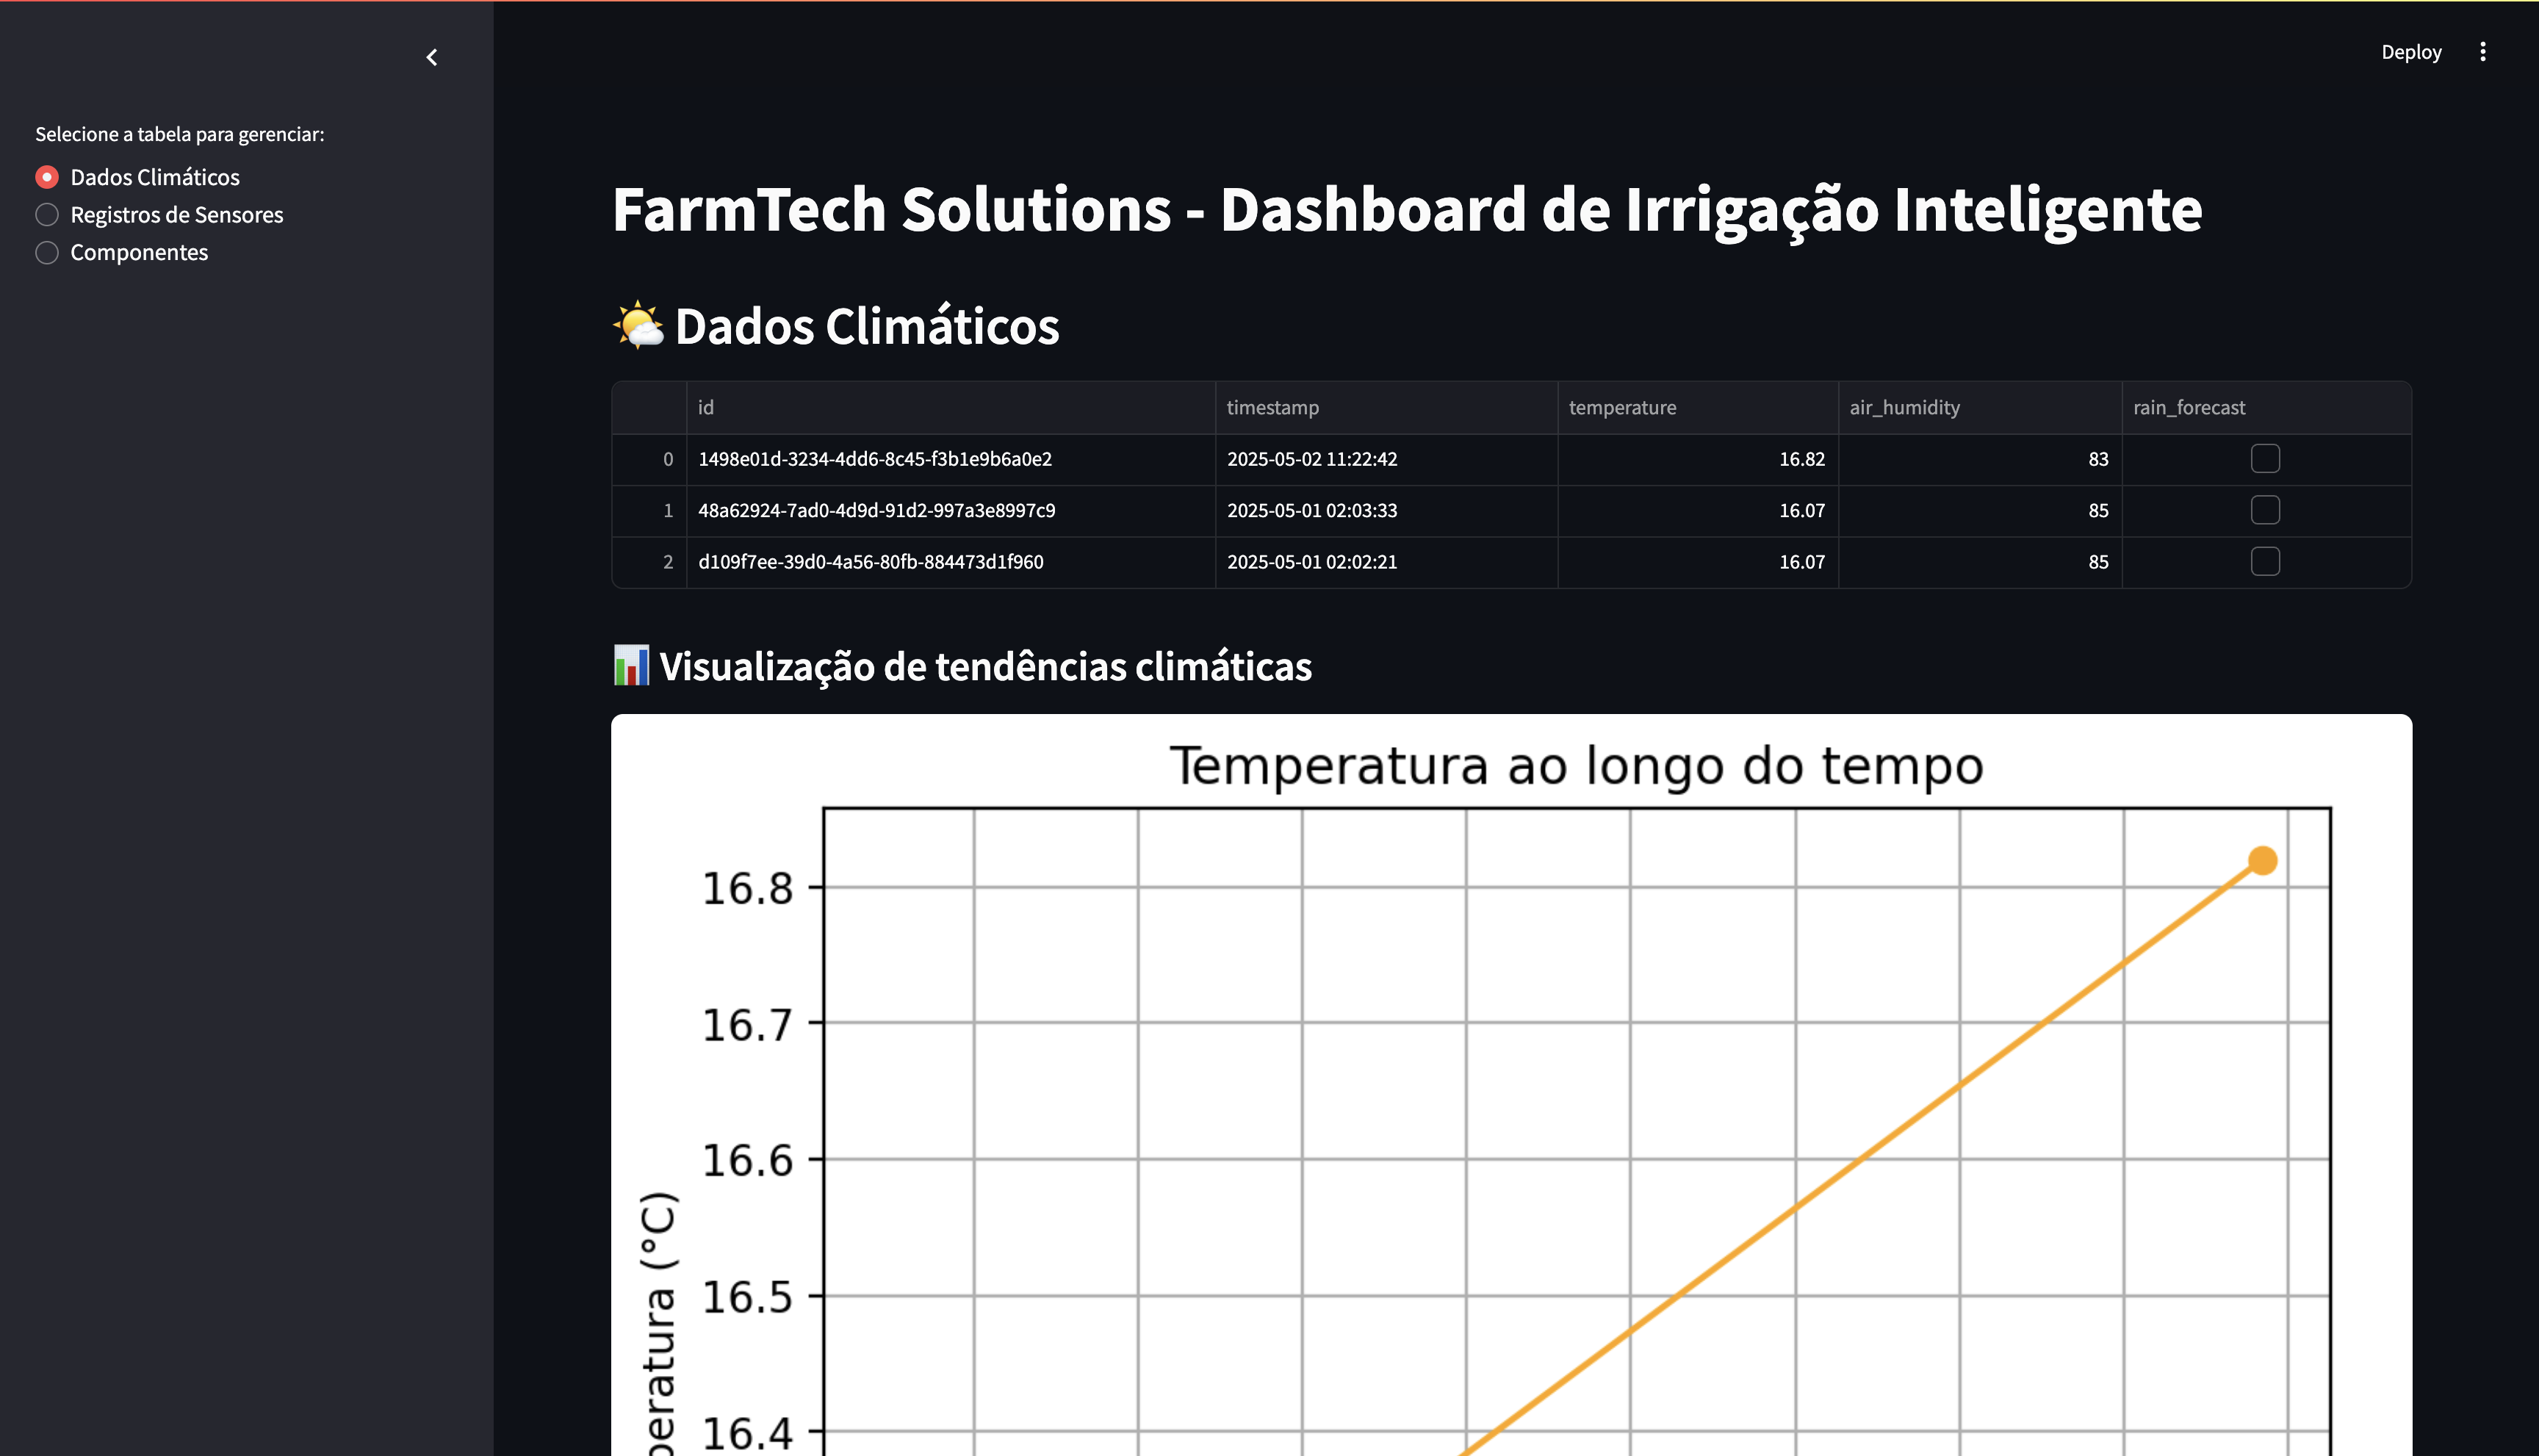 Deploy
Selecione a tabela para gerenciar:
Dados Climáticos
Registros de Sensores
Componentes
FarmTech Solutions - Dashboard de Irrigação Inteligente
🌤️ Dados Climáticos
id timestamp temperature air_humidity rain_forecast
0 1498e01d-3234-4dd6-8c45-f3b1e9b6a0e2 2025-05-02 11:22:42 16.82 83
1 48a62924-7ad0-4d9d-91d2-997a3e8997c9 2025-05-01 02:03:33 16.07 85
2 d109f7ee-39d0-4a56-80fb-884473d1f960 2025-05-01 02:02:21 16.07 85
📊 Visualização de tendências climáticas
Temperatura ao longo do tempo
16.8
16.7
16.6
16.5
16.4
peratura (°C)